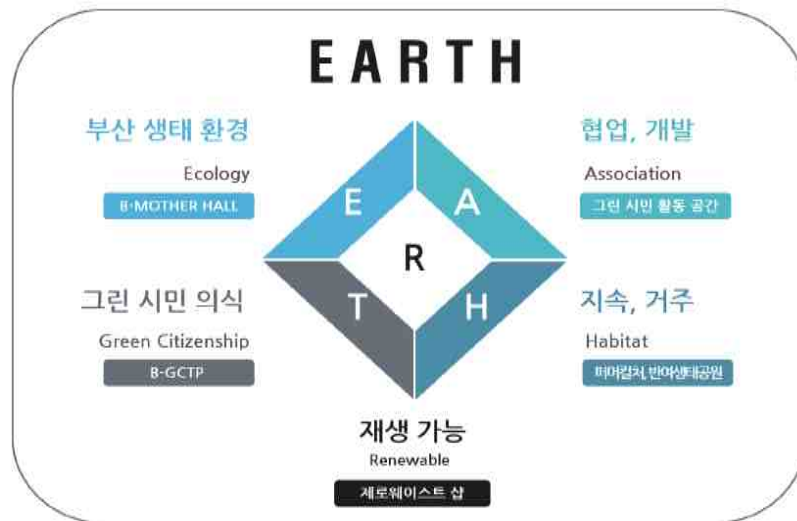 EARTH
부산 생태 환경
Ecology
B-MOTHER HALL
협업, 개발
Association
그린 시민 활동 공간
E A
R
T H
그린 시민 의식
Green Citizenship
B-GCTP
지속, 거주
Habitat
퍼머컬처, 반여생태공원
재생 가능
Renewable
제로웨이스트 샵